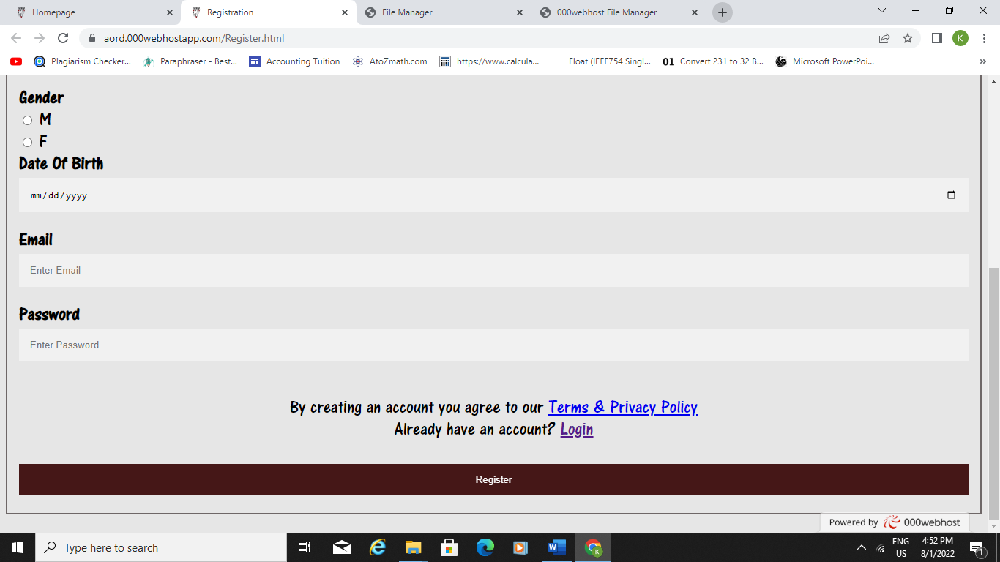 Homepage
Registration
File Manager
000webhost File Manager
aord.000webhostapp.com/Register.html
K
Plagiarism Checker...
Paraphraser - Best...
Accounting Tuition
AtoZmath.com
https://www.calcula...
Float (IEEE754 Singl...
01 Convert 231 to 32 B...
Microsoft PowerPoi...
»
Gender
M
F
Date Of Birth
mm/dd/yyyy
Email
Enter Email
Password
Enter Password
By creating an account you agree to our Terms & Privacy Policy
Already have an account? Login
Register
Powered by 000webhost
Type here to search
ENG
US
4:52 PM
8/1/2022
1